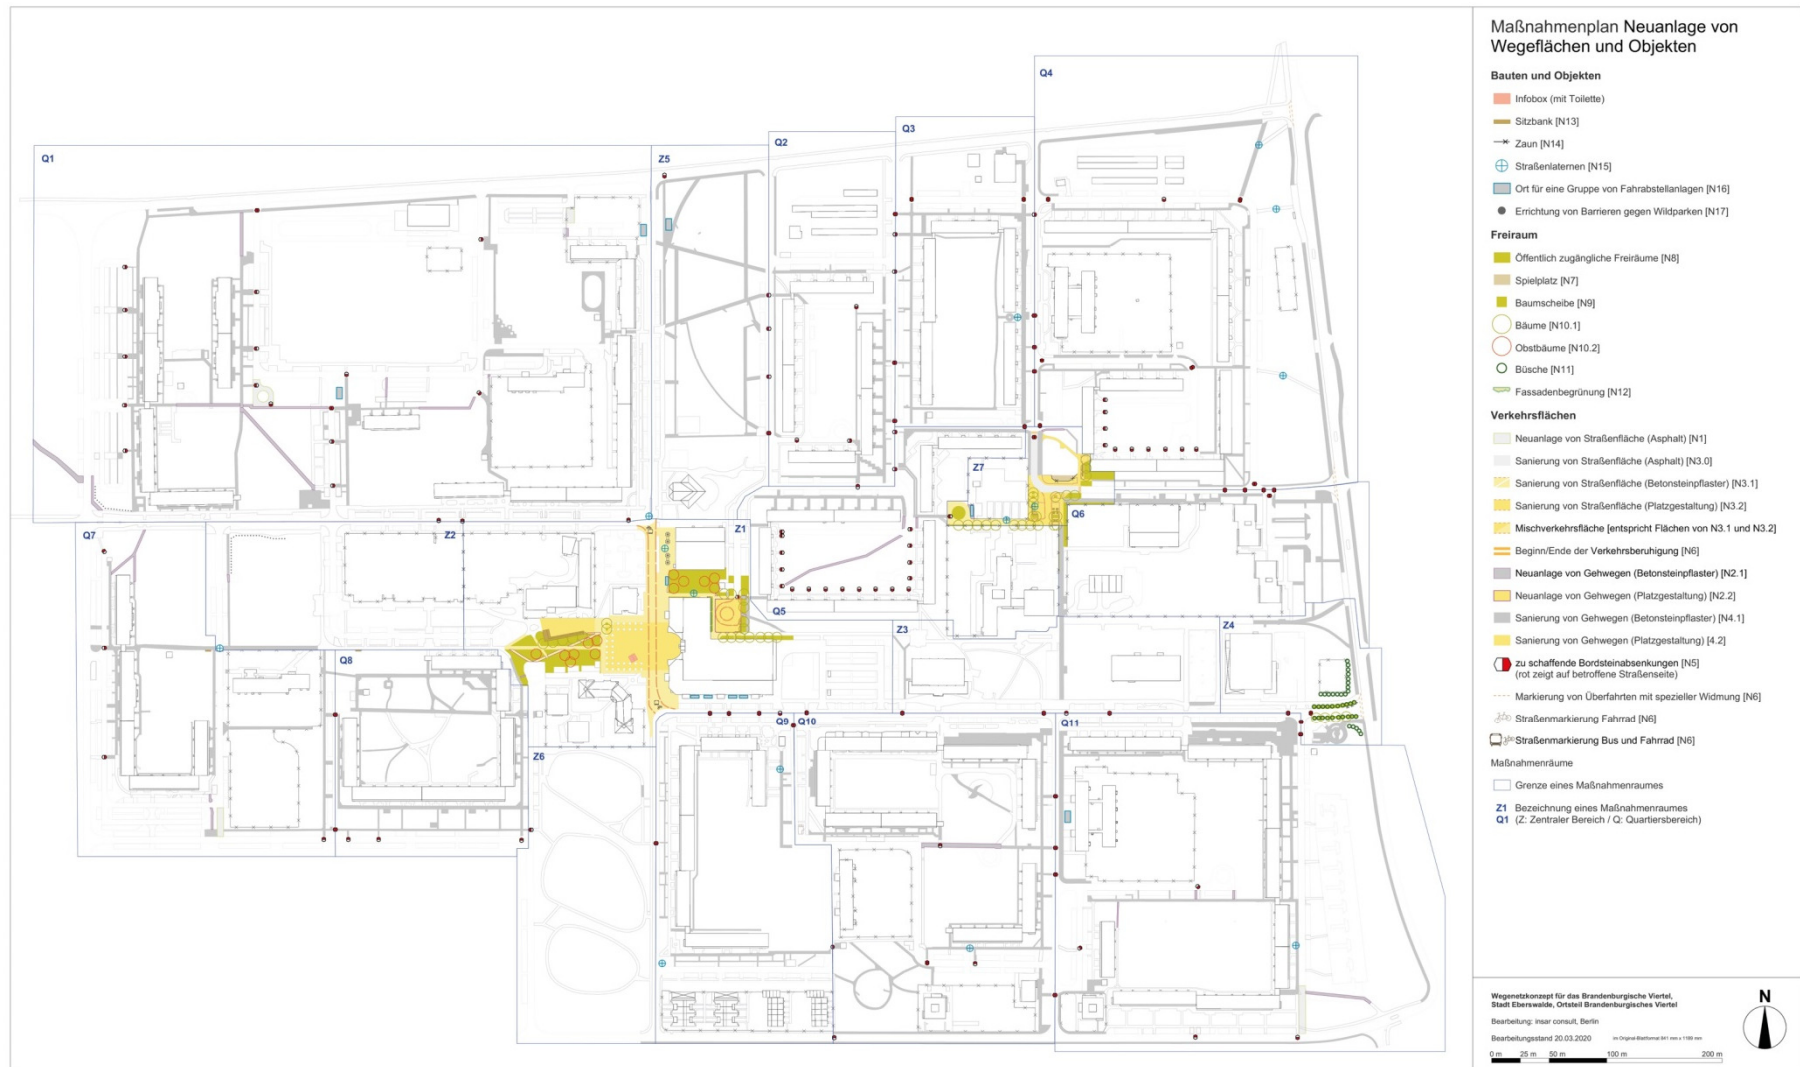 Maßnahmenplan Neuanlage von
Wegeflächen und Objekten
Bauten und Objekten
Infobox (mit Toilette)
Sitzbank [N13]
Zaun [N14]
Straßenlaternen [N15]
Ort für eine Gruppe von Fahrabstellanlagen [N16]
Errichtung von Barrieren gegen Wildparken [N17]
Freiraum
Öffentlich zugängliche Freiräume [N8]
Spielplatz [N7]
Baumscheibe [N9]
Bäume [N10.1]
Obstbäume [N10.2]
Büsche [N11]
Fassadenbegrünung [N12]
Verkehrsflächen
Neuanlage von Straßenfläche (Asphalt) [N1]
Sanierung von Straßenfläche (Asphalt) [N3.0]
Sanierung von Straßenfläche (Betonsteinpflaster) [N3.1]
Sanierung von Straßenfläche (Platzgestaltung) [N3.2]
Mischverkehrsfläche [entspricht Flächen von N3.1 und N3.2]
Beginn/Ende der Verkehrsberuhigung [N6]
Neuanlage von Gehwegen (Betonsteinpflaster) [N2.1]
Neuanlage von Gehwegen (Platzgestaltung) [N2.2]
Sanierung von Gehwegen (Betonsteinpflaster) [N4.1]
Sanierung von Gehwegen (Platzgestaltung) [4.2]
zu schaffende Bordsteinabsenkungen [N5]
(rot zeigt auf betroffene Straßenseite)
Markierung von Überfahrten mit spezieller Widmung [N6]
Straßenmarkierung Fahrrad [N6]
Straßenmarkierung Bus und Fahrrad [N6]
Maßnahmenräume
Grenze eines Maßnahmenraumes
Z1 Bezeichnung eines Maßnahmenraumes
Q1 (Z: Zentraler Bereich / Q: Quartiersbereich)
Wegenetzkonzept für das Brandenburgische Viertel,
Stadt Eberswalde, Ortsteil Brandenburgisches Viertel
Bearbeitung: insar consult, Berlin
Bearbeitungsstand 20.03.2020 im Original-Blattformat 841 mm x 1189 mm
N
0 m 25 m 50 m 100 m 200 m
Q4
Q3
Q2
Q1
Z5
Z7
Q6
Z1
Z2
Q7
Q5
Z3
Z4
Q8
Q9
Q10
Q11
Z6